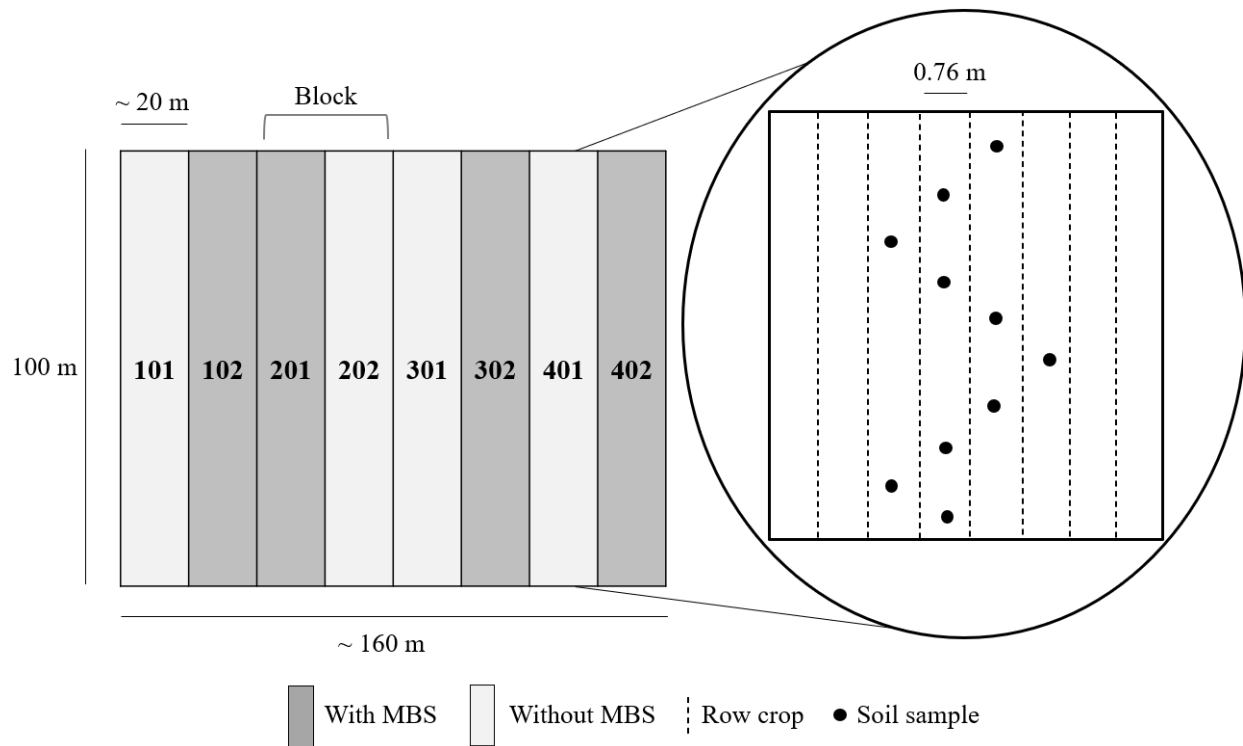 0.76 m
~ 20 m
Block
100 m
101 102 201 202 301 302 401 402
~ 160 m
With MBS Without MBS Row crop Soil sample